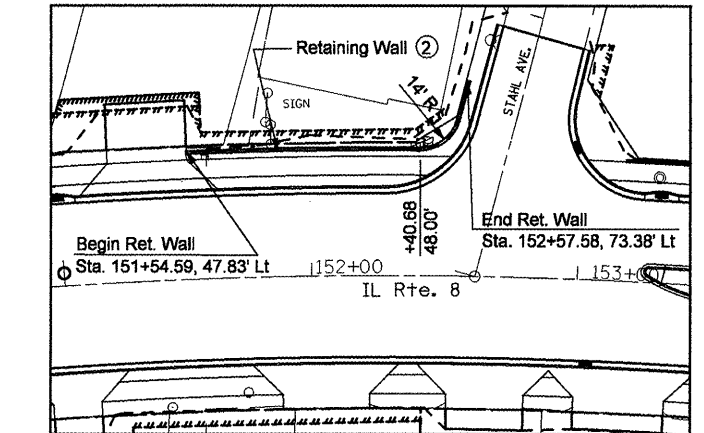 Retaining Wall ②
SIGN
14' R
STAHL AVE.
+40.68
48.00'
Begin Ret. Wall
Sta. 151+54.59, 47.83' Lt
End Ret. Wall
Sta. 152+57.58, 73.38' Lt
152+00
153+
IL Rte. 8